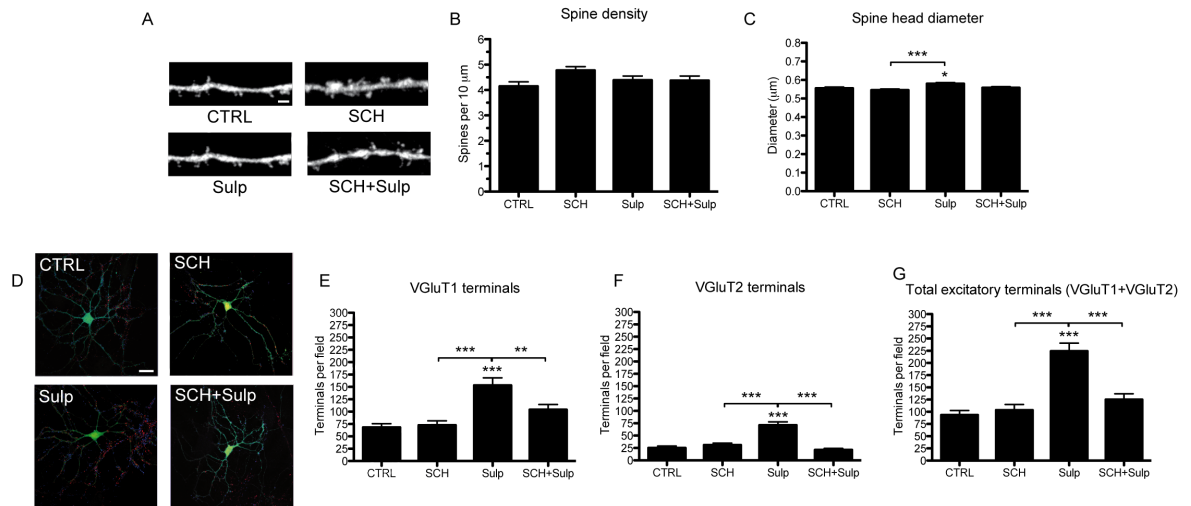 A
CTRL
SCH
Sulp
SCH+Sulp
B
Spine density
Spines per 10 μm
6
5
4
3
2
1
0
CTRL
SCH
Sulp
SCH+Sulp
C
Spine head diameter
Diameter (μm)
0.8
0.7
0.6
0.5
0.4
0.3
0.2
0.1
0.0
***
*
CTRL
SCH
Sulp
SCH+Sulp
D
CTRL
SCH
Sulp
SCH+Sulp
E
VGluT1 terminals
Terminals per field
300
275
250
225
200
175
150
125
100
75
50
25
0
***
**
***
CTRL
SCH
Sulp
SCH+Sulp
F
VGluT2 terminals
Terminals per field
300
275
250
225
200
175
150
125
100
75
50
25
0
***
***
***
CTRL
SCH
Sulp
SCH+Sulp
G
Total excitatory terminals (VGluT1+VGluT2)
Terminals per field
300
275
250
225
200
175
150
125
100
75
50
25
0
***
***
***
CTRL
SCH
Sulp
SCH+Sulp